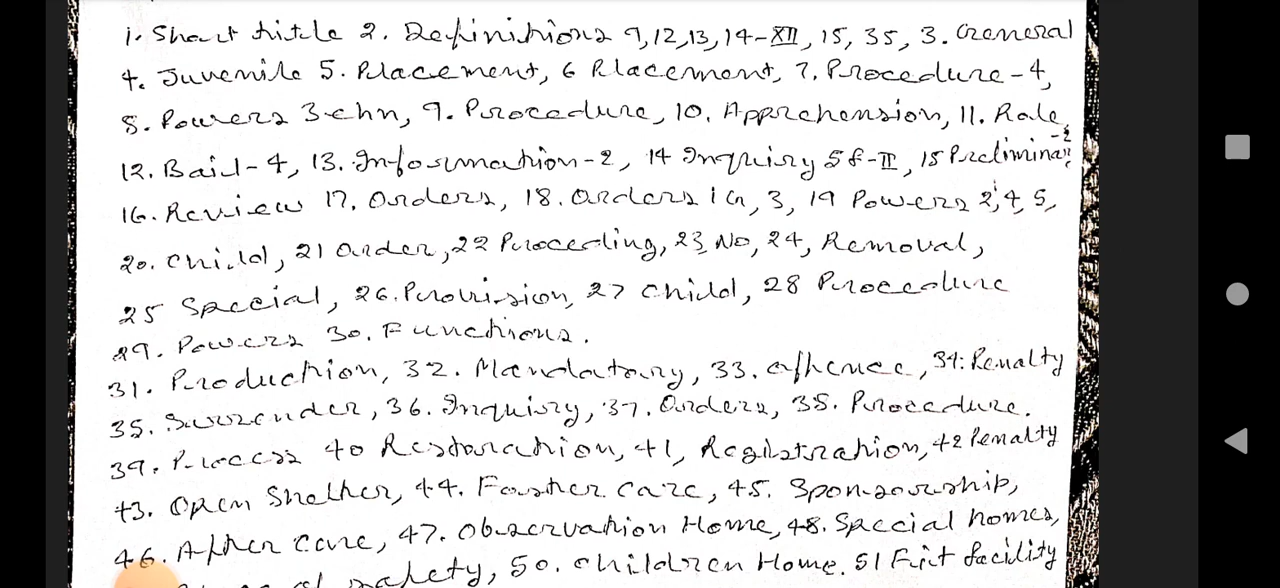 1. Short title 2. Definitions 9,12,13,14-XII, 15, 35, 3. General
4. Juvenile 5. Placement, 6 Placement, 7. Procedure-4,
8. Powers 3-chn, 9. Procedure, 10. Apprehension, 11. Role,
12. Bail-4, 13. Information-2, 14 Inquiry 5f-II, 15 Preliminary-2
16. Review 17. Orders, 18. Orders 1G, 3, 19 Powers 2, 4, 5,
20. Child, 21 Order, 22 Proceeding, 23, No, 24, Removal,
25 Special, 26. Provision, 27 Child, 28 Procedure
29. Powers 30. Functions.
31. Production, 32. Mandatory, 33. offence, 34: Penalty
35. Surrender, 36. Inquiry, 37. Orders, 38. Procedure.
39. Process 40 Restoration, 41, Registration, 42 Penalty
43. Open Shelter, 44. Foster care, 45. Sponsorship,
46. After care, 47. Observation Home, 48. Special homes,
safety, 50. children Home. 51 Fit facility